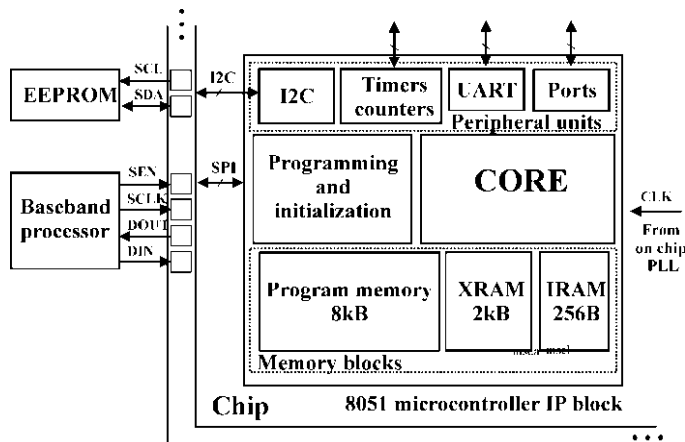 SCL
EEPROM
SDA
I2C
I2C
Timers
counters
UART
Ports
Peripheral units
SEN
SCLK
DOUT
DIN
Baseband
processor
SPI
Programming
and
initialization
CORE
CLK
From
on chip
PLL
Program memory
8kB
XRAM
2kB
IRAM
256B
Memory blocks
Chip
8051 microcontroller IP block